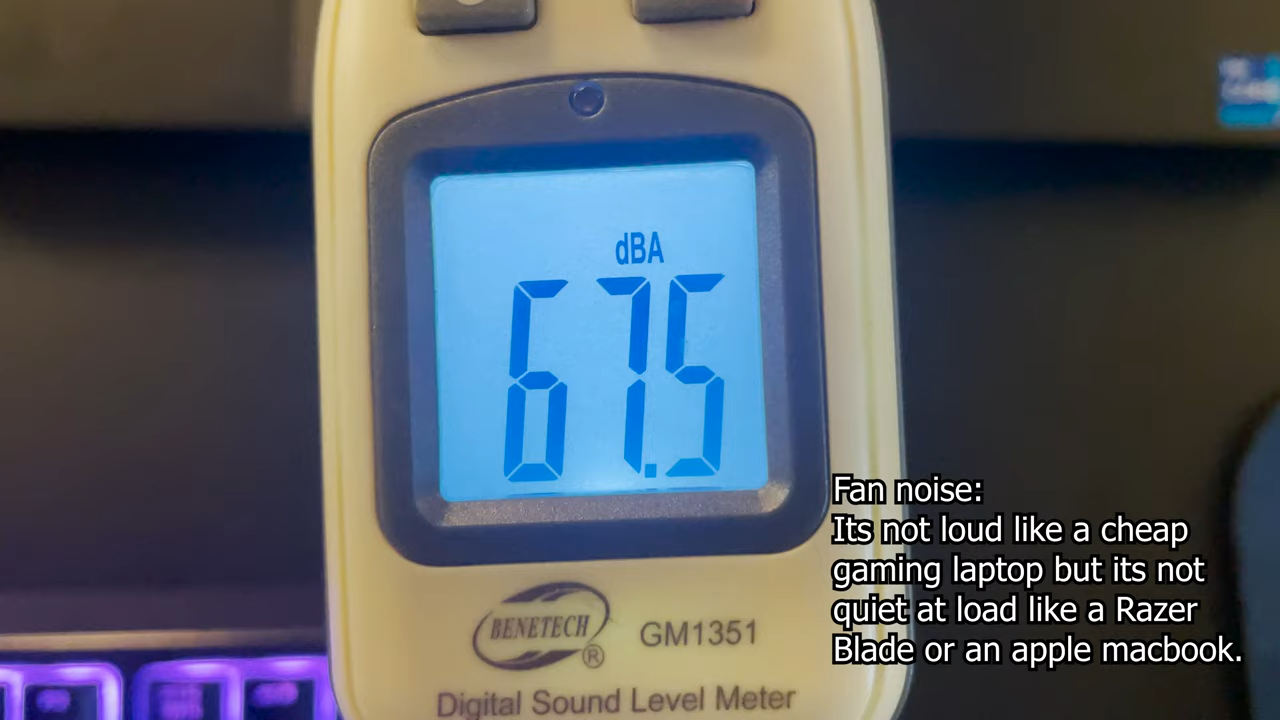 dBA
67.5
BENETECH
®
GM1351
Digital Sound Level Meter
Fan noise:
Its not loud like a cheap
gaming laptop but its not
quiet at load like a Razer
Blade or an apple macbook.